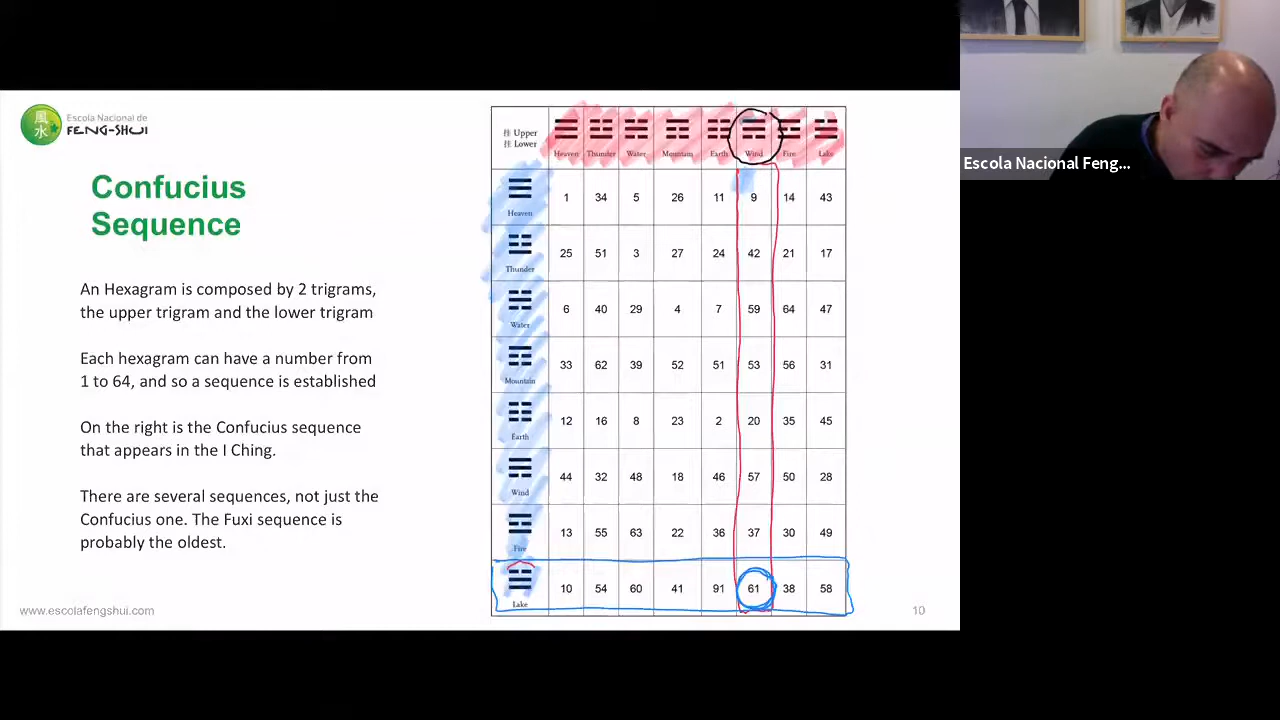 Escola Nacional de
FENG-SHUI
風水
Confucius
Sequence
An Hexagram is composed by 2 trigrams,
the upper trigram and the lower trigram
Each hexagram can have a number from
1 to 64, and so a sequence is established
On the right is the Confucius sequence
that appears in the I Ching.
There are several sequences, not just the
Confucius one. The Fuxi sequence is
probably the oldest.
www.escolafengshui.com
Upper
Lower
Heaven Thunder Water Mountain Earth Wind Fire Lake
Heaven 1 34 5 26 11 9 14 43
Thunder 25 51 3 27 24 42 21 17
Water 6 40 29 4 7 59 64 47
Mountain 33 62 39 52 51 53 56 31
Earth 12 16 8 23 2 20 35 45
Wind 44 32 48 18 46 57 50 28
Fire 13 55 63 22 36 37 30 49
Lake 10 54 60 41 91 61 38 58
10
Escola Nacional Feng...